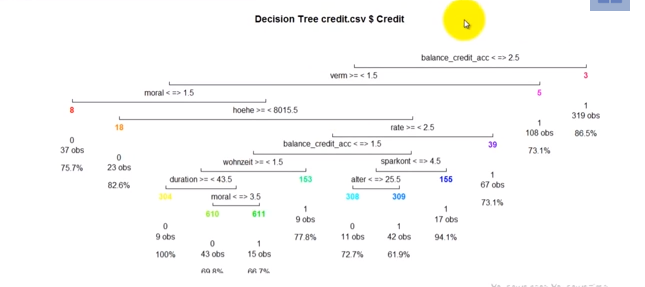 Decision Tree credit.csv $ Credit
balance_credit_acc < => 2.5
verm >= < 1.5
3
moral < => 1.5
5
8
hoehe >= < 8015.5
1
319 obs
86.5%
18
rate >= < 2.5
1
108 obs
73.1%
0
37 obs
75.7%
balance_credit_acc < => 1.5
39
0
23 obs
82.6%
wohnzeit >= < 1.5
sparkont < => 4.5
1
67 obs
73.1%
duration >= < 43.5
153
alter < => 25.5
155
304
moral < => 3.5
308
309
610
611
1
9 obs
77.8%
1
17 obs
94.1%
0
9 obs
100%
0
11 obs
72.7%
1
42 obs
61.9%
0
43 obs
69.8%
1
15 obs
66.7%